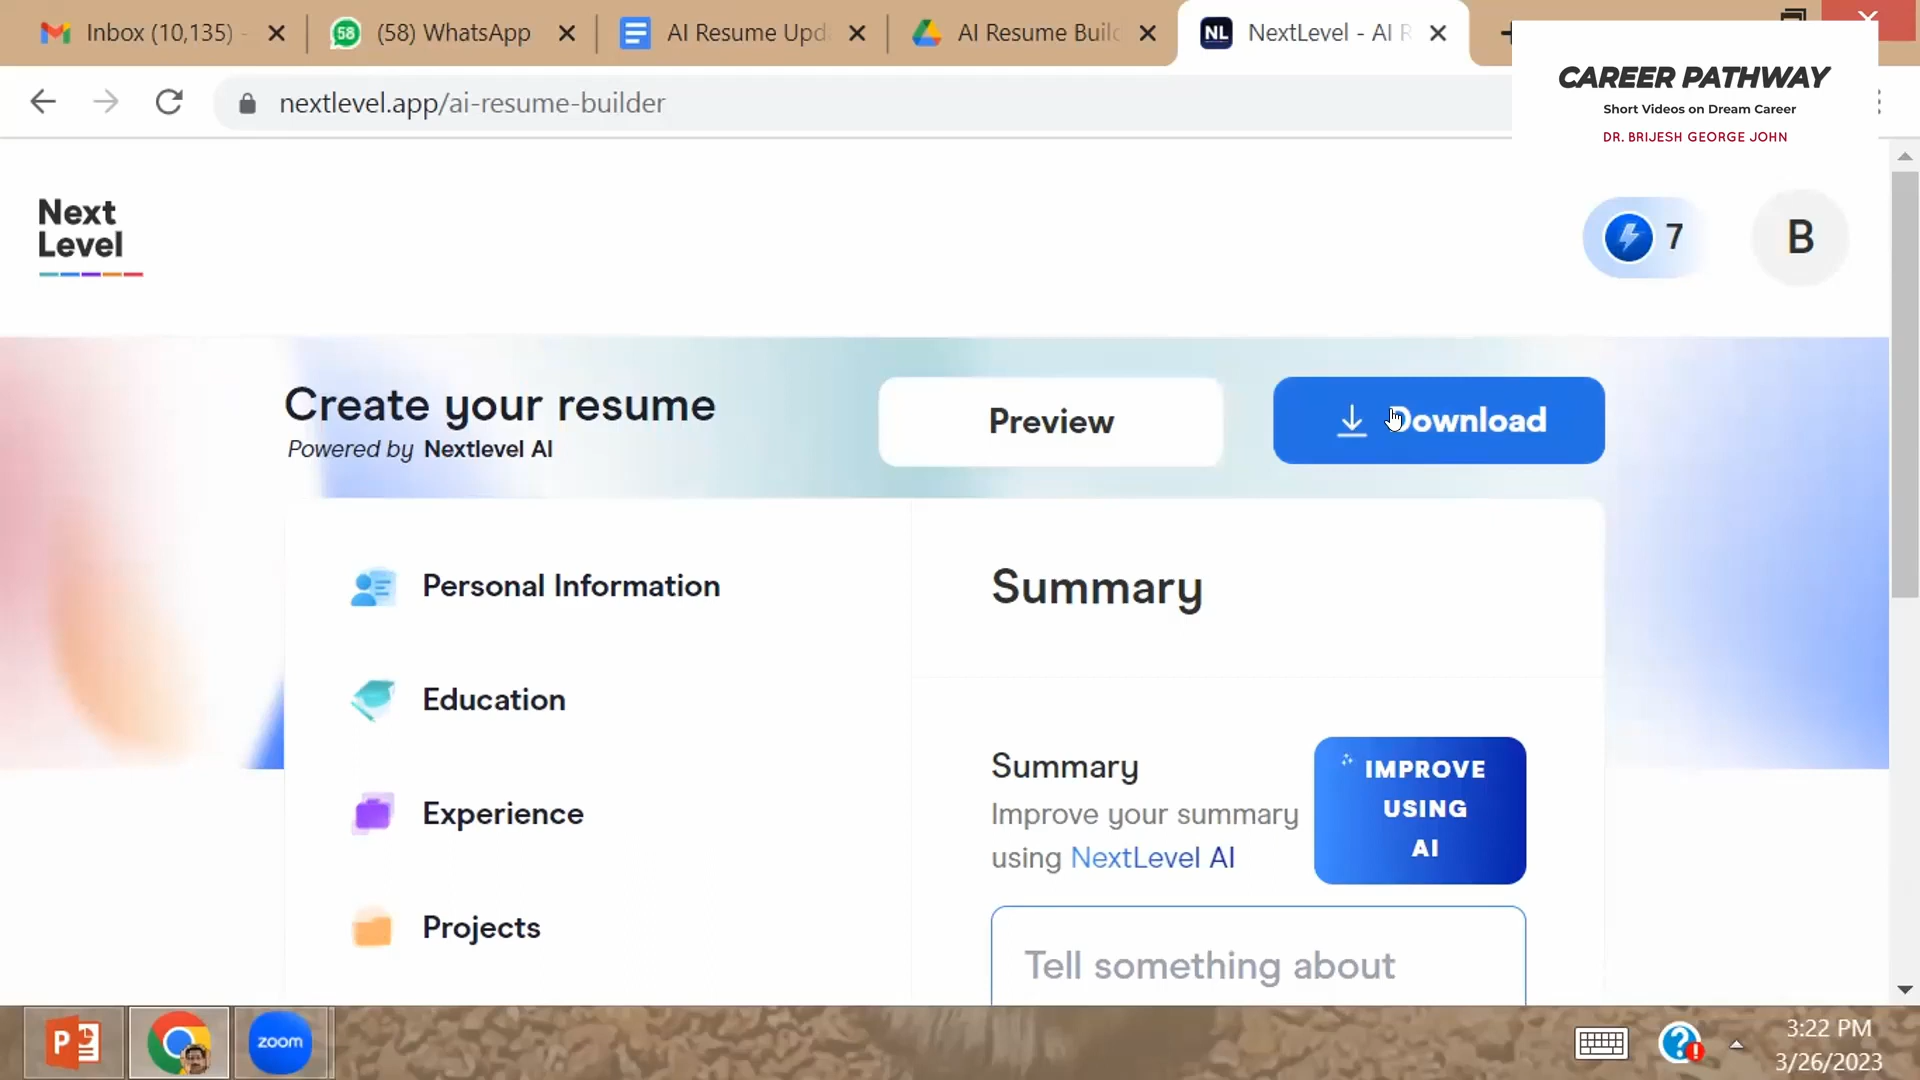 Inbox (10,135) -
58
(58) WhatsApp
AI Resume Upd
AI Resume Buil
NL
NextLevel - AI R
nextlevel.app/ai-resume-builder
CAREER PATHWAY
Short Videos on Dream Career
DR. BRIJESH GEORGE JOHN
Next
Level
7
B
Create your resume
Powered by Nextlevel AI
Preview
Download
Personal Information
Education
Experience
Projects
Summary
Summary
Improve your summary
using NextLevel AI
IMPROVE
USING
AI
Tell something about
P
zoom
3:22 PM
3/26/2023